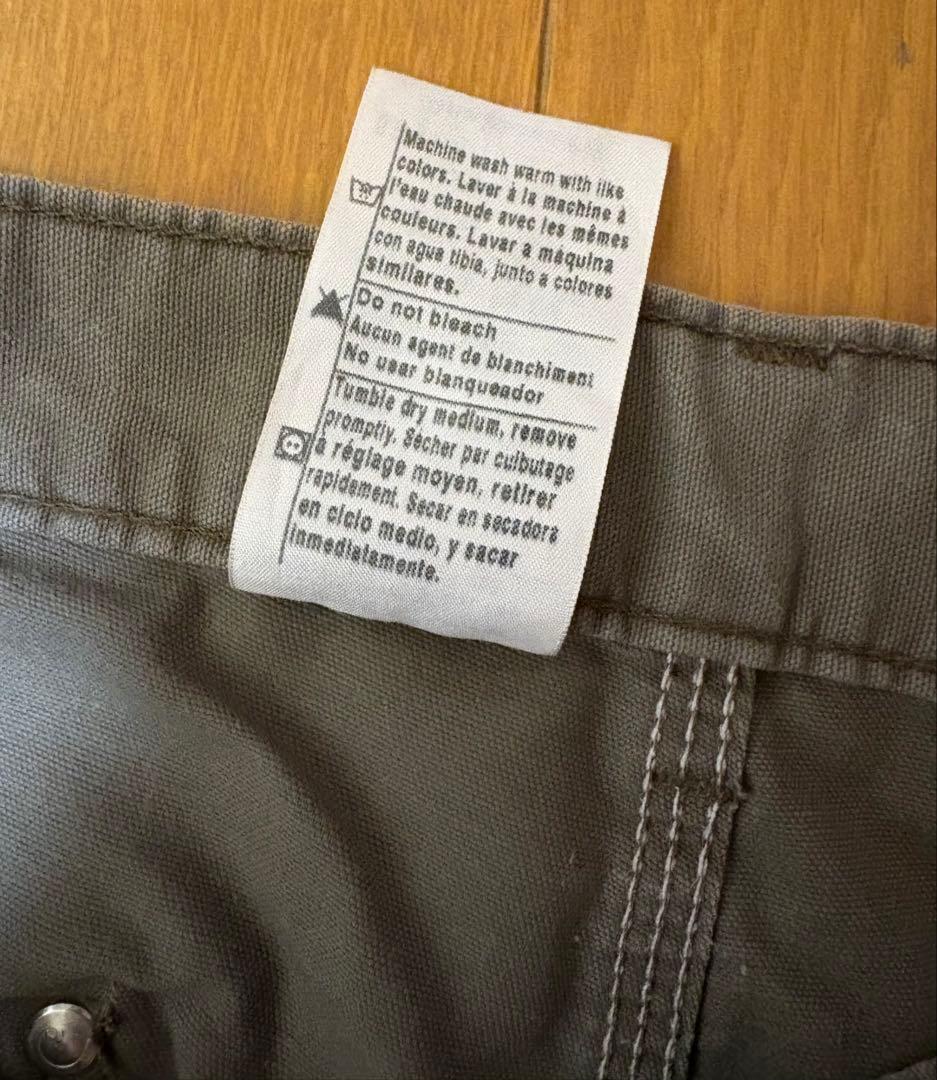 Machine wash warm with like
colors. Laver à la machine à
l'eau chaude avec les mêmes
couleurs. Lavar a máquina
con agua tibia, junto a colores
similares.
Do not bleach
Aucun agent de blanchiment
No usar blanqueador
Tumble dry medium, remove
promptly. Sécher par culbutage
à réglage moyen, retirer
rapidement. Secar en secadora
en ciclo medio, y sacar
inmediatamente.